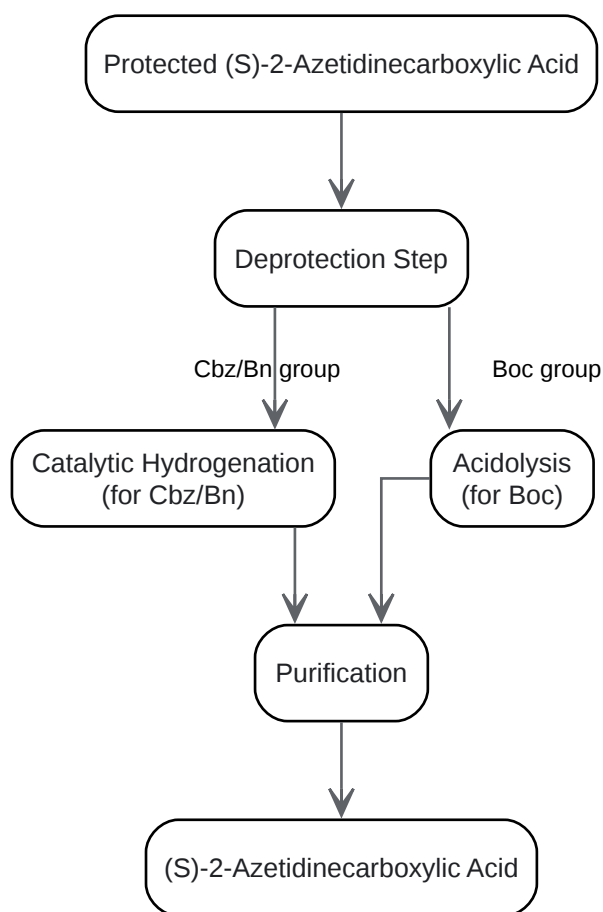 Protected (S)-2-Azetidinecarboxylic Acid
Deprotection Step
Cbz/Bn group
Boc group
Catalytic Hydrogenation
(for Cbz/Bn)
Acidolysis
(for Boc)
Purification
(S)-2-Azetidinecarboxylic Acid